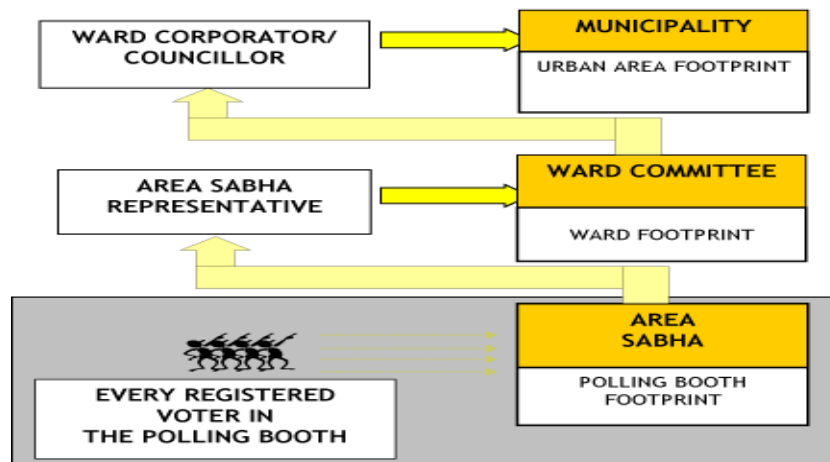 WARD CORPORATOR/
COUNCILLOR
MUNICIPALITY
URBAN AREA FOOTPRINT
AREA SABHA
REPRESENTATIVE
WARD COMMITTEE
WARD FOOTPRINT
EVERY REGISTERED
VOTER IN
THE POLLING BOOTH
AREA
SABHA
POLLING BOOTH
FOOTPRINT